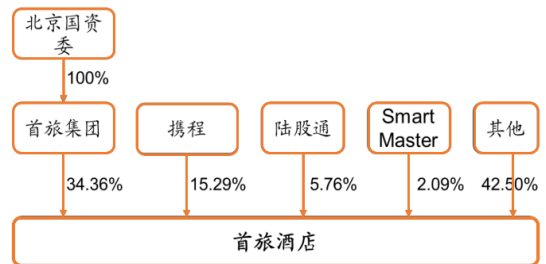 北京国资
委
100%
首旅集团
携程
陆股通
Smart
Master
其他
34.36%
15.29%
5.76%
2.09%
42.50%
首旅酒店